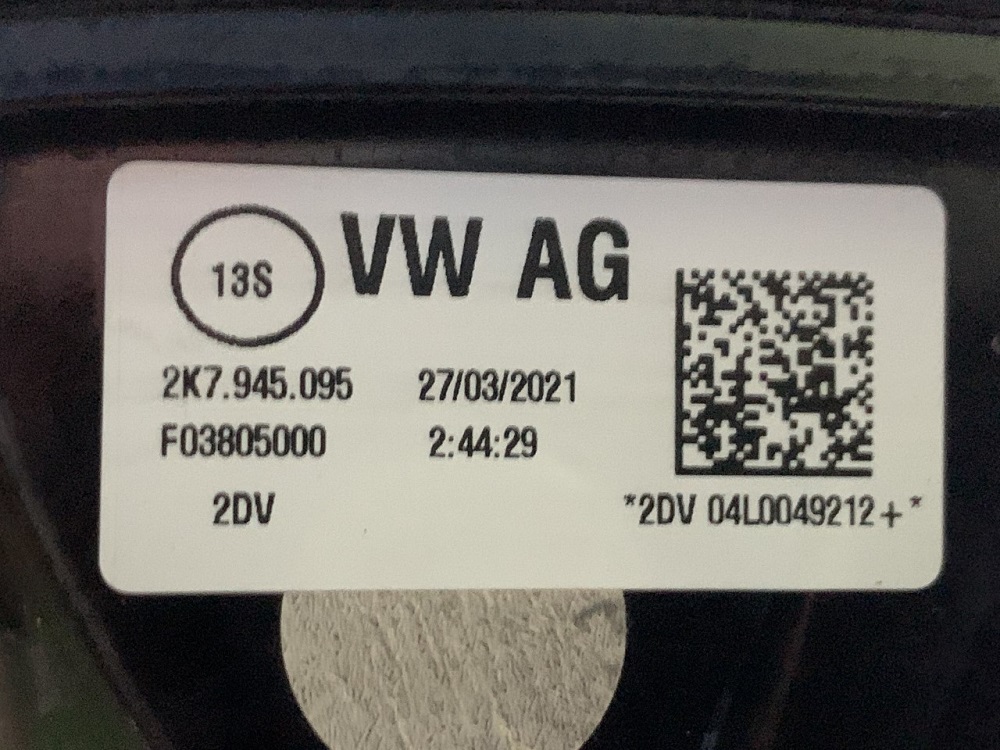 13S VW AG
2K7.945.095 27/03/2021
F03805000 2:44:29
2DV *2DV 04L0049212+*